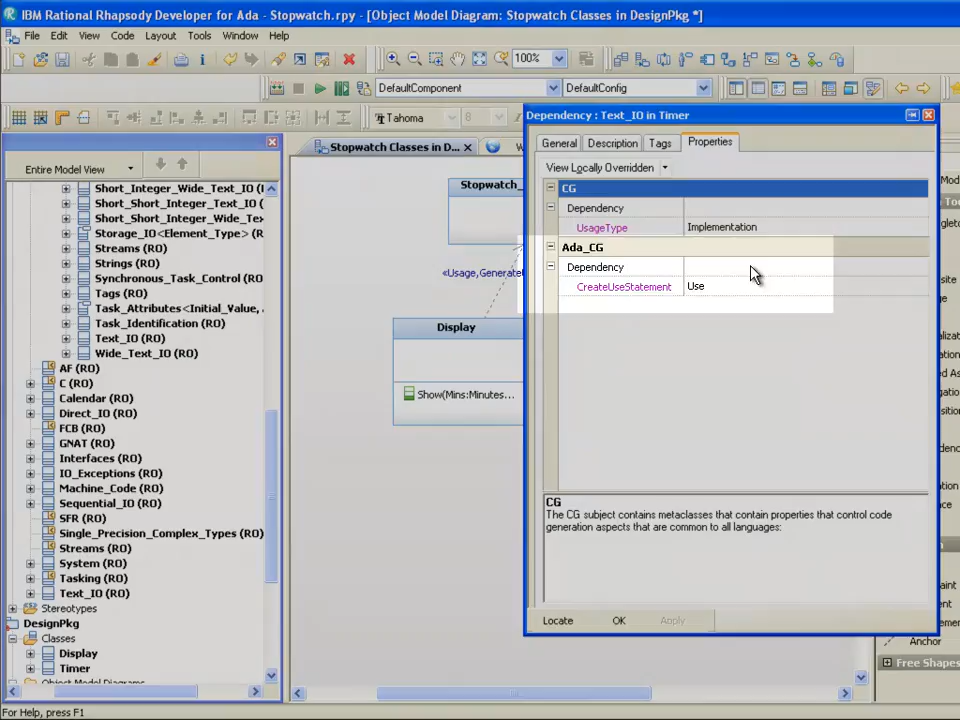 IBM Rational Rhapsody Developer for Ada - Stopwatch.rpy - [Object Model Diagram: Stopwatch Classes in DesignPkg *]
File Edit View Code Layout Tools Window Help
100%
DefaultComponent DefaultConfig
Tahoma 8
Dependency : Text_IO in Timer
Stopwatch Classes in D...
General Description Tags Properties
Entire Model View
View Locally Overridden
Short_Integer_Wide_Text_IO (I
Short_Short_Integer_Text_IO (
Short_Short_Integer_Wide_Tex
Storage_IO<Element_Type> (R
Streams (RO)
Strings (RO)
Synchronous_Task_Control (RO
Tags (RO)
Task_Attributes<Initial_Value,
Task_Identification (RO)
Text_IO (RO)
Wide_Text_IO (RO)
AF (RO)
C (RO)
Calendar (RO)
Direct_IO (RO)
FCB (RO)
GNAT (RO)
Interfaces (RO)
IO_Exceptions (RO)
Machine_Code (RO)
Sequential_IO (RO)
SFR (RO)
Single_Precision_Complex_Types (RO)
Streams (RO)
System (RO)
Tasking (RO)
Text_IO (RO)
Stereotypes
DesignPkg
Classes
Display
Timer
Object Model Diagrams
Stopwatch_
«Usage,Generate
Display
Show(Mins:Minutes...
CG
Dependency
UsageType Implementation
Ada_CG
Dependency
CreateUseStatement Use
CG
The CG subject contains metaclasses that contain properties that control code
generation aspects that are common to all languages:
Locate OK Apply
Anchor
Free Shapes
For Help, press F1